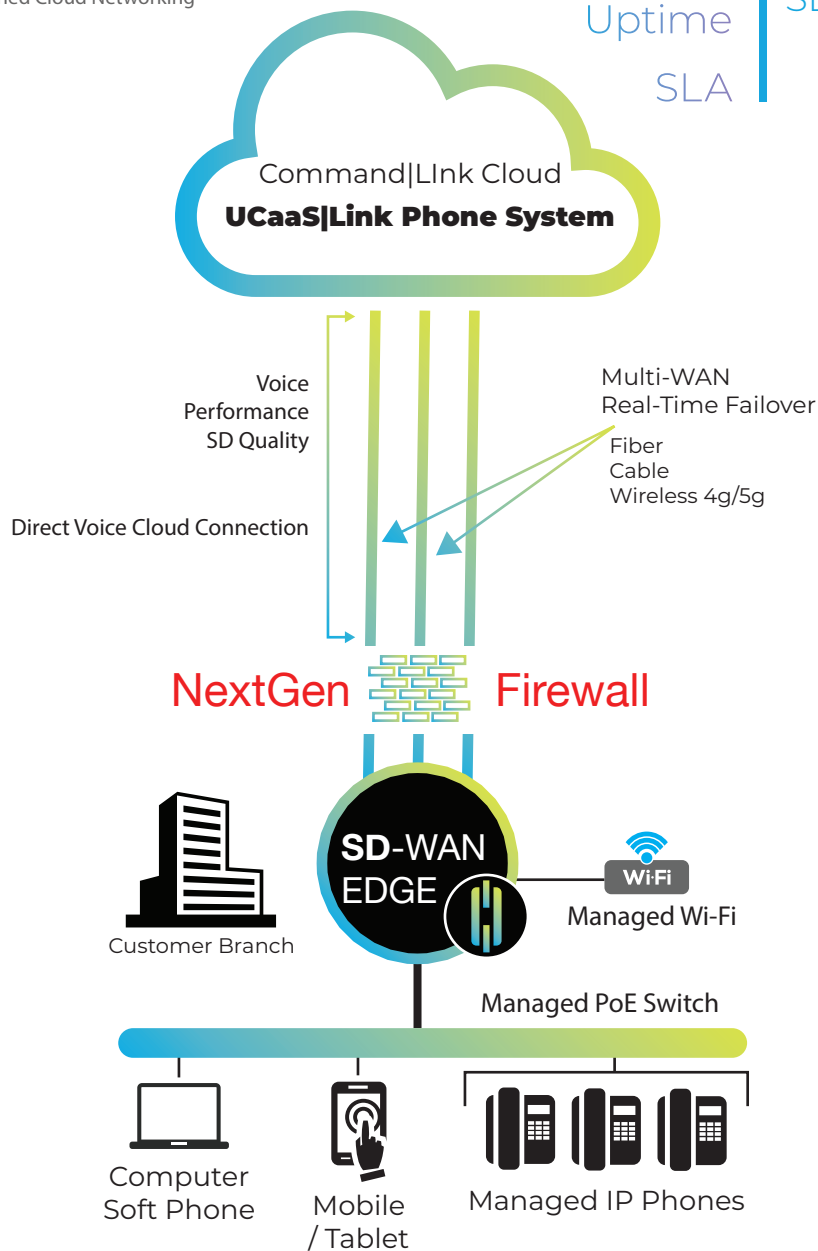 Cloud Networking
Uptime
SLA
Command|LInk Cloud
UCaaS|Link Phone System
Voice
Performance
SD Quality
Multi-WAN
Real-Time Failover
Fiber
Cable
Wireless 4g/5g
Direct Voice Cloud Connection
NextGen Firewall
SD-WAN
EDGE
Wi-Fi
Managed Wi-Fi
Customer Branch
Managed PoE Switch
Computer
Soft Phone
Mobile
/ Tablet
Managed IP Phones